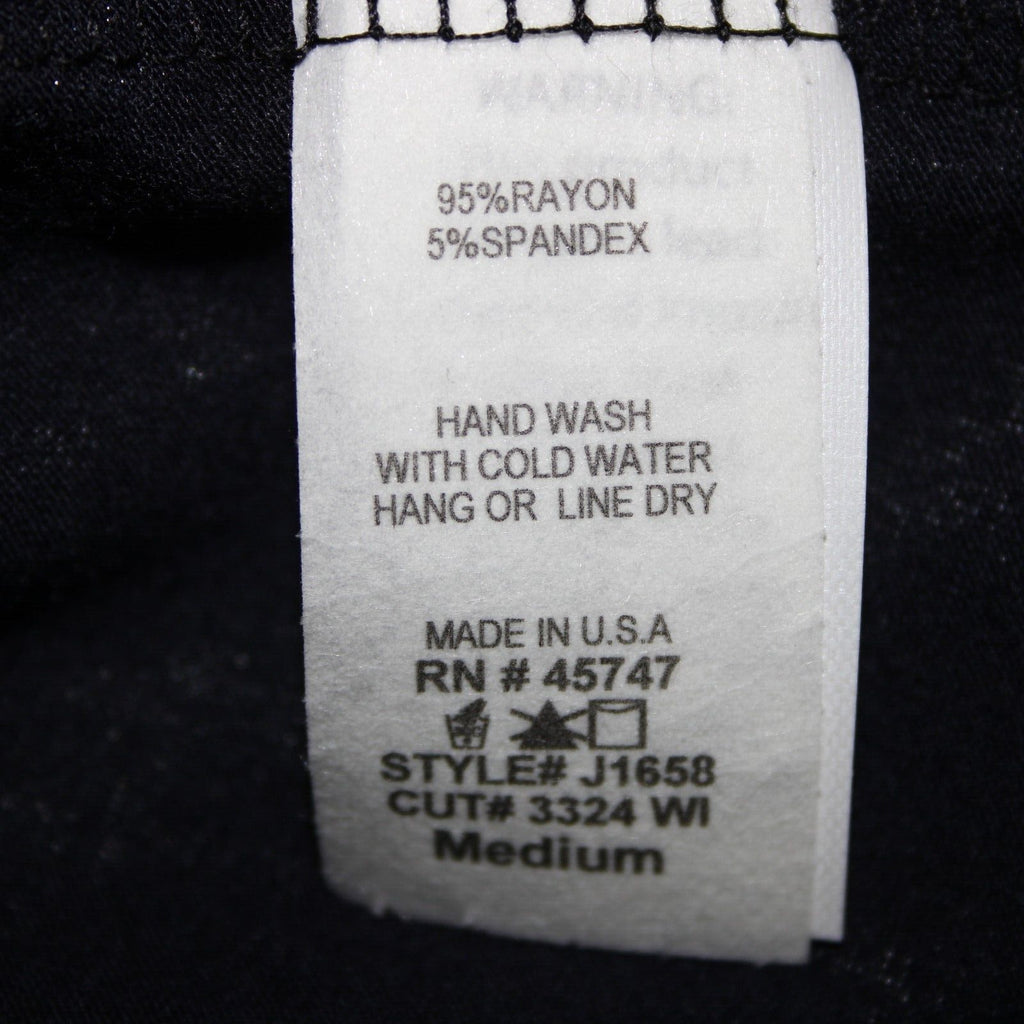 95%RAYON
5%SPANDEX
HAND WASH
WITH COLD WATER
HANG OR LINE DRY
MADE IN U.S.A
RN # 45747
STYLE# J1658
CUT# 3324 WI
Medium